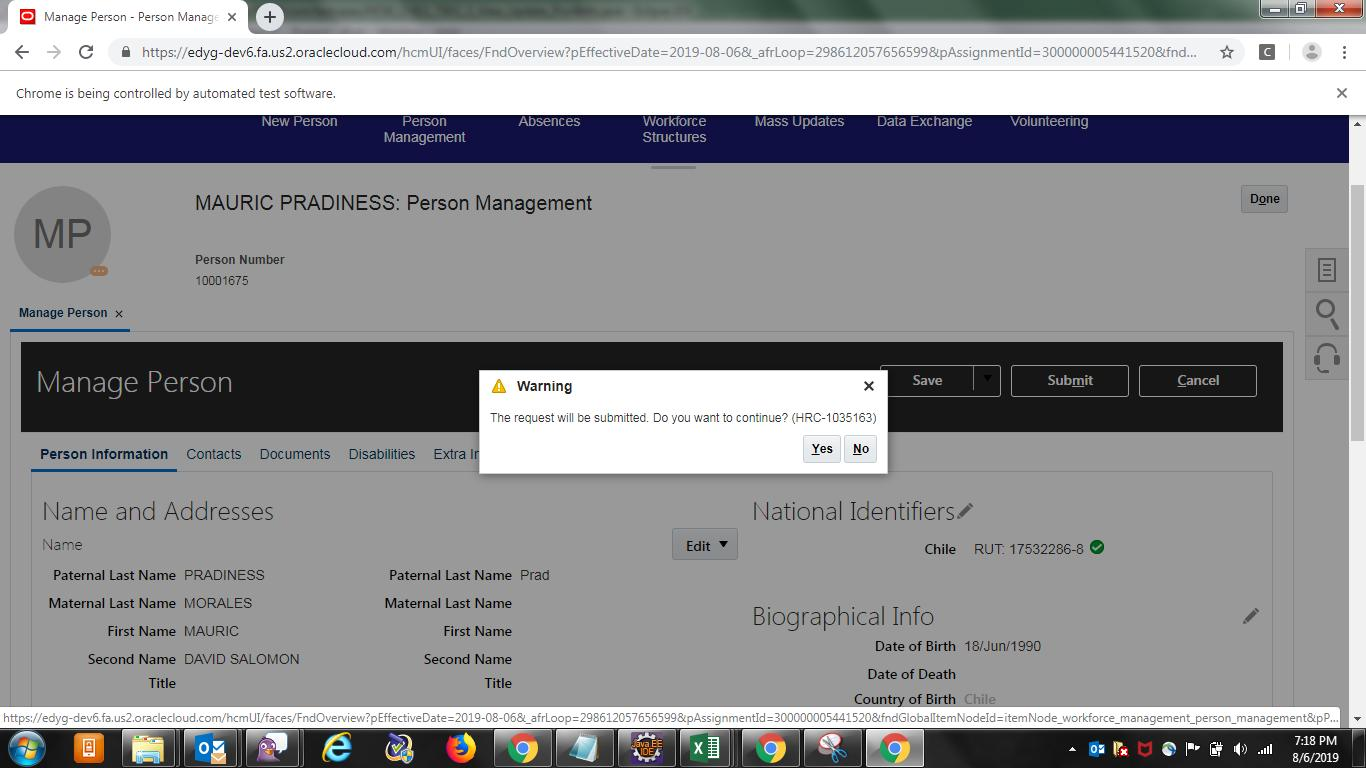 Manage Person - Person Manage
https://edyg-dev6.fa.us2.oraclecloud.com/hcmUI/faces/FndOverview?pEffectiveDate=2019-08-06&_afrLoop=298612057656599&pAssignmentId=300000005441520&fnd...
C
Chrome is being controlled by automated test software.
New Person Person Management Absences Workforce Structures Mass Updates Data Exchange Volunteering
MP
MAURIC PRADINESS: Person Management
Done
Person Number
10001675
Manage Person
Manage Person
Save Submit Cancel
Warning
The request will be submitted. Do you want to continue? (HRC-1035163)
Yes No
Person Information Contacts Documents Disabilities Extra In
Name and Addresses
Name
Edit
Paternal Last Name PRADINESS Paternal Last Name Prad
Maternal Last Name MORALES Maternal Last Name
First Name MAURIC First Name
Second Name DAVID SALOMON Second Name
Title Title
National Identifiers
Chile RUT: 17532286-8
Biographical Info
Date of Birth 18/Jun/1990
Date of Death
Country of Birth Chile
https://edyg-dev6.fa.us2.oraclecloud.com/hcmUI/faces/FndOverview?pEffectiveDate=2019-08-06&_afrLoop=298612057656599&pAssignmentId=300000005441520&fndGlobalItemNodeId=itemNode_workforce_management_person_management&pP...
Java EE
IDE
7:18 PM
8/6/2019